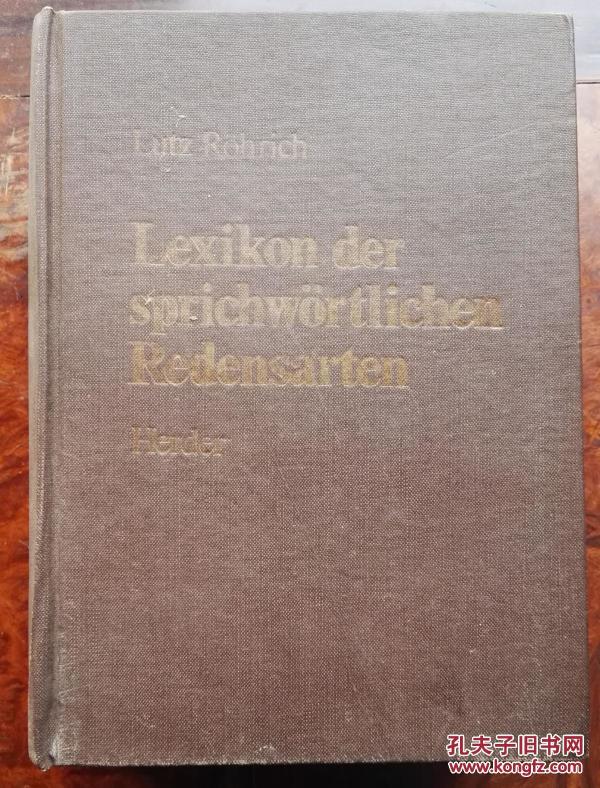 Lutz Röhrich
Lexikon der
sprichwörtlichen
Redensarten
Herder
孔夫子旧书网
www.kongfz.com